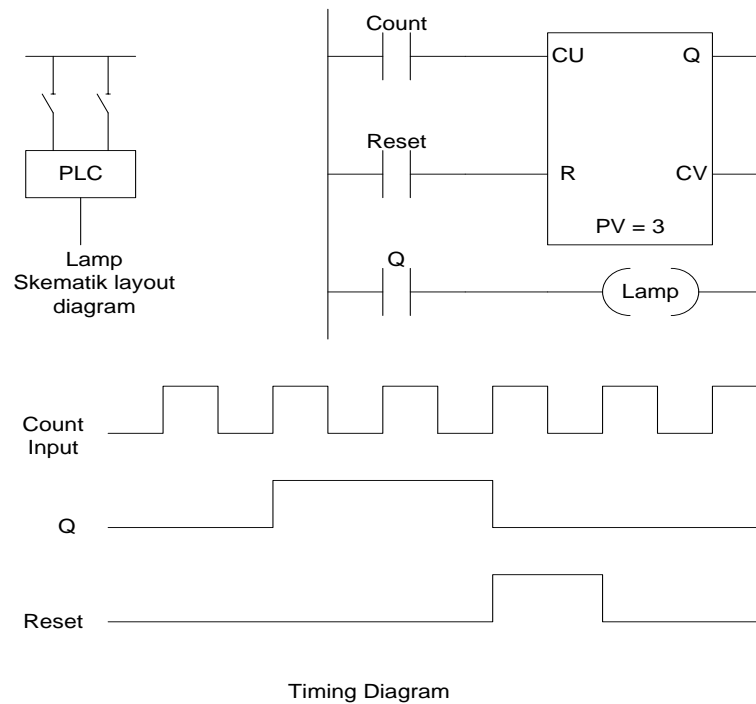 Count
CU Q
PLC
Reset
R CV
PV = 3
Lamp
Skematik layout
diagram
Q
Lamp
Count
Input
Q
Reset
Timing Diagram